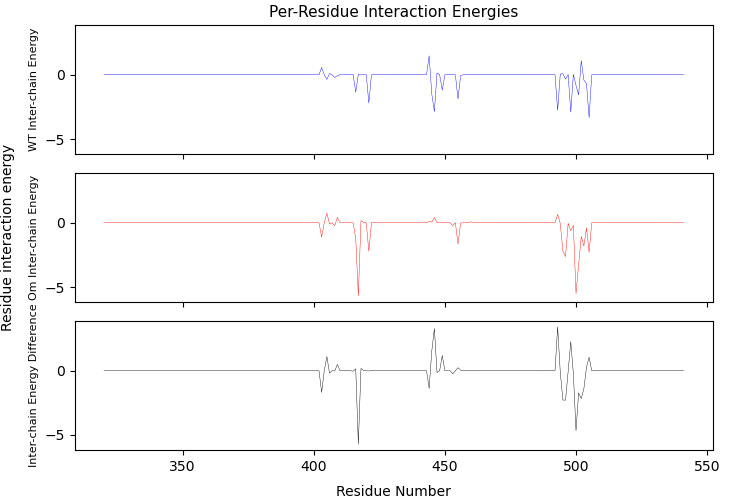 Per-Residue Interaction Energies
Residue interaction energy
WT Inter-chain Energy
0
−5
Om Inter-chain Energy
0
−5
Inter-chain Energy Difference
0
−5
350
400
450
500
550
Residue Number